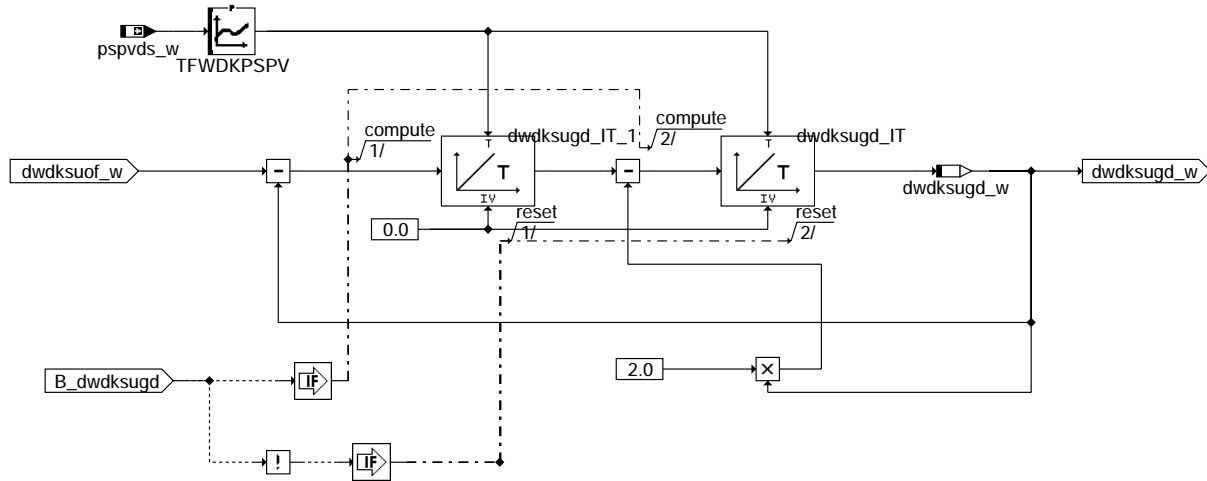 P
pspvds_w
TFWDKPSPV
compute
1/
dwdksugd_IT_1
compute
2/
dwdksugd_IT
T
T
IV
T
T
IV
dwdksuof_w
-
-
dwdksugd_w
dwdksugd_w
0.0
reset
1/
reset
2/
2.0
×
B_dwdksugd
IF
!
IF